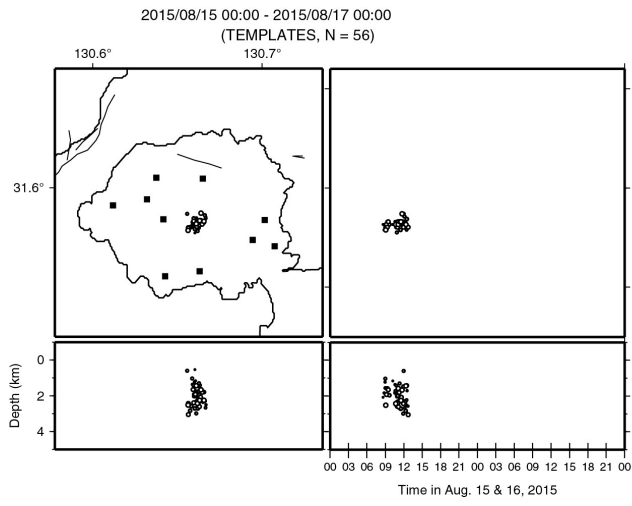 2015/08/15 00:00 - 2015/08/17 00:00
(TEMPLATES, N = 56)
130.6° 130.7°
31.6°
Depth (km)
0
2
4
00 03 06 09 12 15 18 21 00 03 06 09 12 15 18 21 00
Time in Aug. 15 & 16, 2015